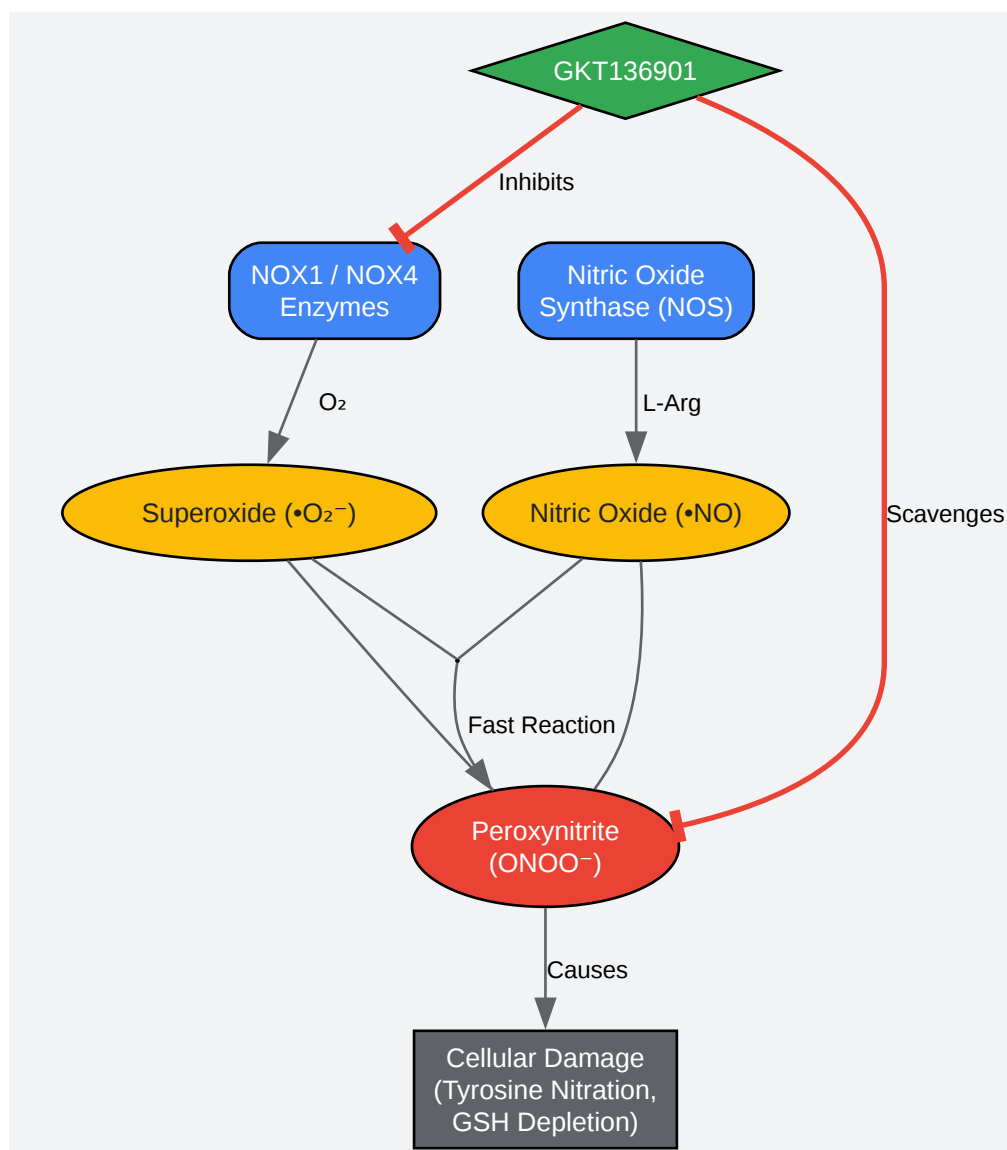 GKT136901
Inhibits
NOX1 / NOX4
Enzymes
Nitric Oxide
Synthase (NOS)
O₂
L-Arg
Superoxide (•O₂⁻)
Nitric Oxide (•NO)
Scavenges
Fast Reaction
Peroxynitrite
(ONOO⁻)
Causes
Cellular Damage
(Tyrosine Nitration,
GSH Depletion)